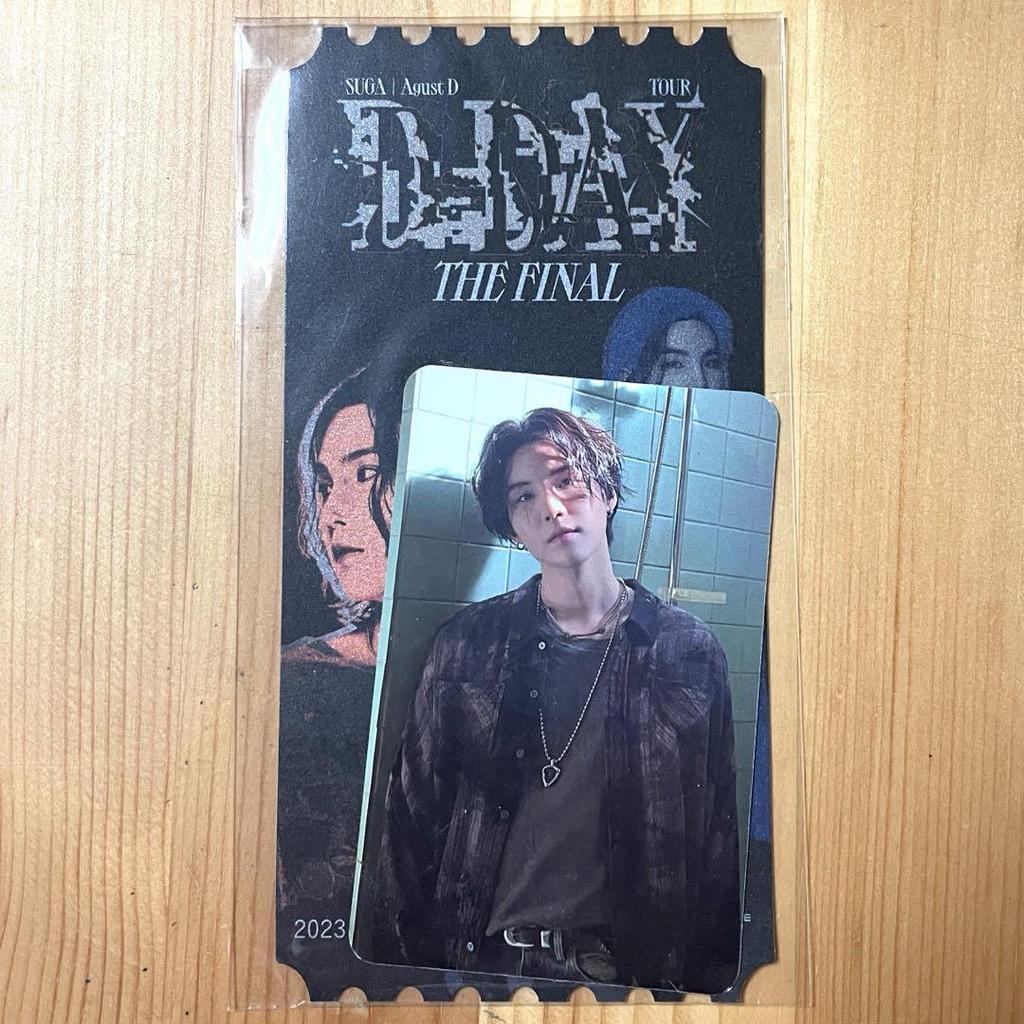 SUGA | Agust D TOUR
D-DAY
THE FINAL
2023